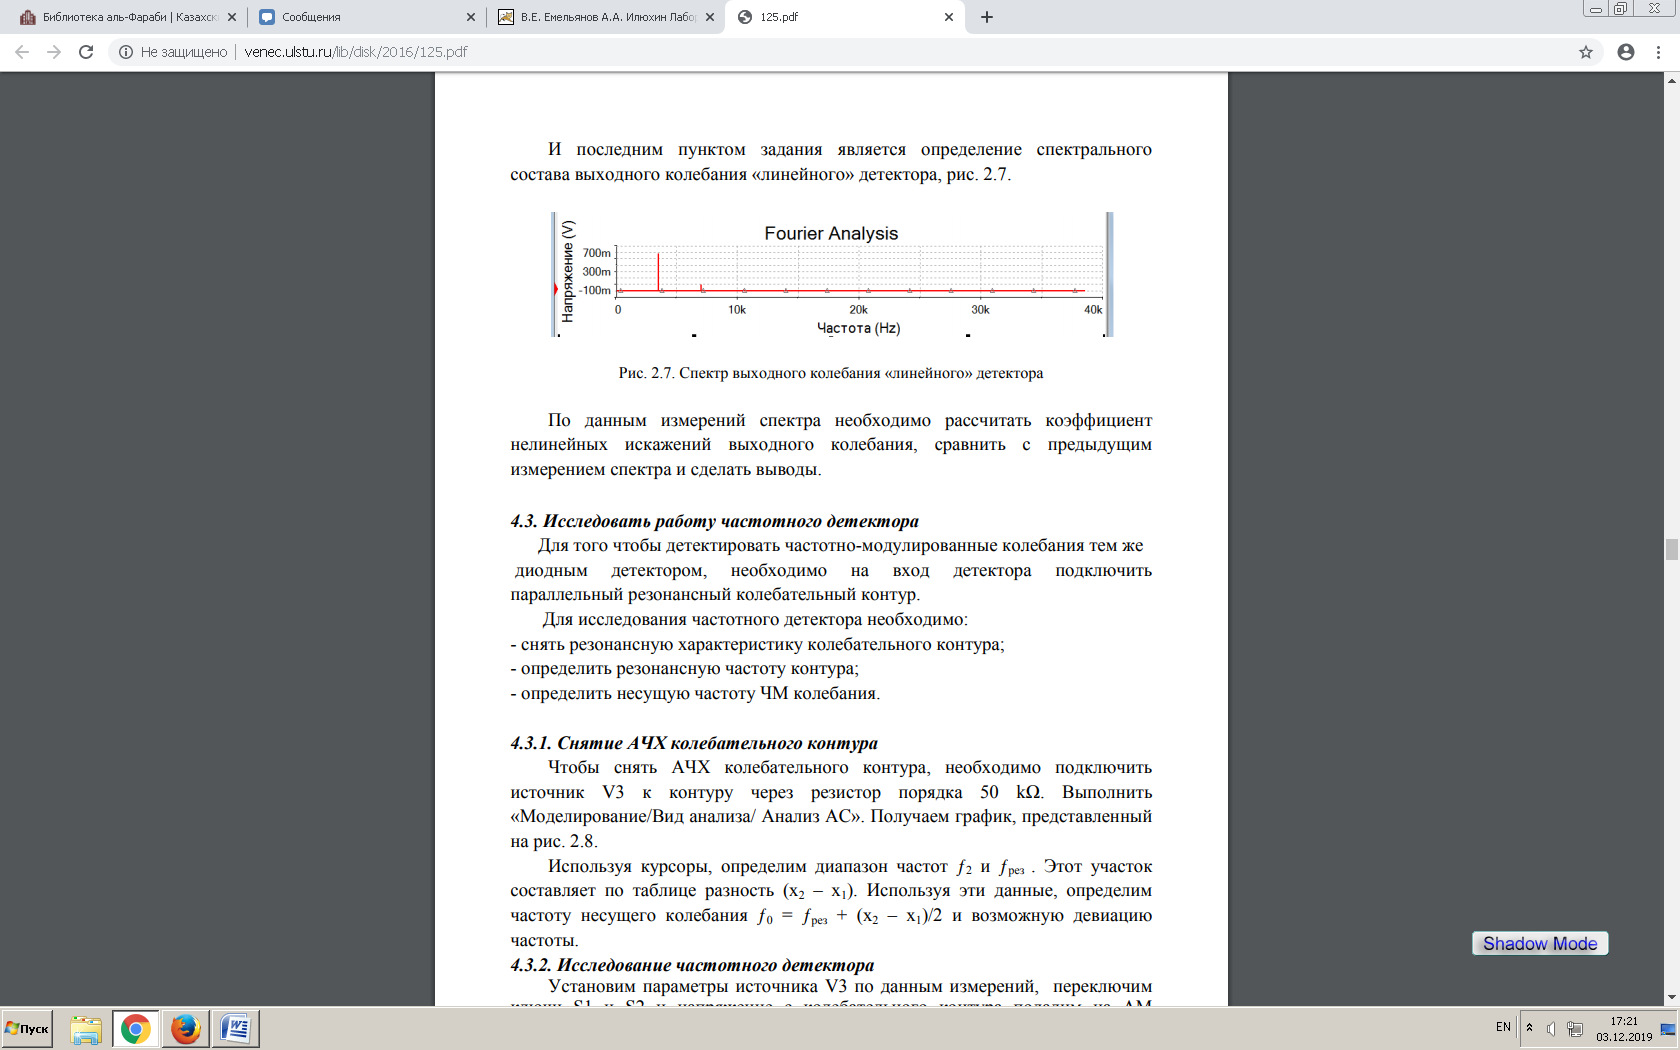 Библиотека аль-Фараби | Казахск
Сообщения
В.Е. Емельянов А.А. Илюхин Лабо
125.pdf
Не защищено
venec.ulstu.ru/lib/disk/2016/125.pdf
И последним пунктом задания является определение спектрального
состава выходного колебания «линейного» детектора, рис. 2.7.
Fourier Analysis
Напряжение (V)
700m
300m
-100m
0
10k
20k
30k
40k
Частота (Hz)
Рис. 2.7. Спектр выходного колебания «линейного» детектора
По данным измерений спектра необходимо рассчитать коэффициент
нелинейных искажений выходного колебания, сравнить с предыдущим
измерением спектра и сделать выводы.
4.3. Исследовать работу частотного детектора
Для того чтобы детектировать частотно-модулированные колебания тем же
диодным детектором, необходимо на вход детектора подключить
параллельный резонансный колебательный контур.
Для исследования частотного детектора необходимо:
- снять резонансную характеристику колебательного контура;
- определить резонансную частоту контура;
- определить несущую частоту ЧМ колебания.
4.3.1. Снятие АЧХ колебательного контура
Чтобы снять АЧХ колебательного контура, необходимо подключить
источник V3 к контуру через резистор порядка 50 kΩ. Выполнить
«Моделирование/Вид анализа/ Анализ АС». Получаем график, представленный
на рис. 2.8.
Используя курсоры, определим диапазон частот f2 и fрез . Этот участок
составляет по таблице разность (x2 – x1). Используя эти данные, определим
частоту несущего колебания f0 = fрез + (x2 – x1)/2 и возможную девиацию
частоты.
4.3.2. Исследование частотного детектора
Установим параметры источника V3 по данным измерений, переключим
ключи S1 и S2 и напряжение с колебательного контура подадим на АМ
Shadow Mode
Пуск
EN
17:21
03.12.2019